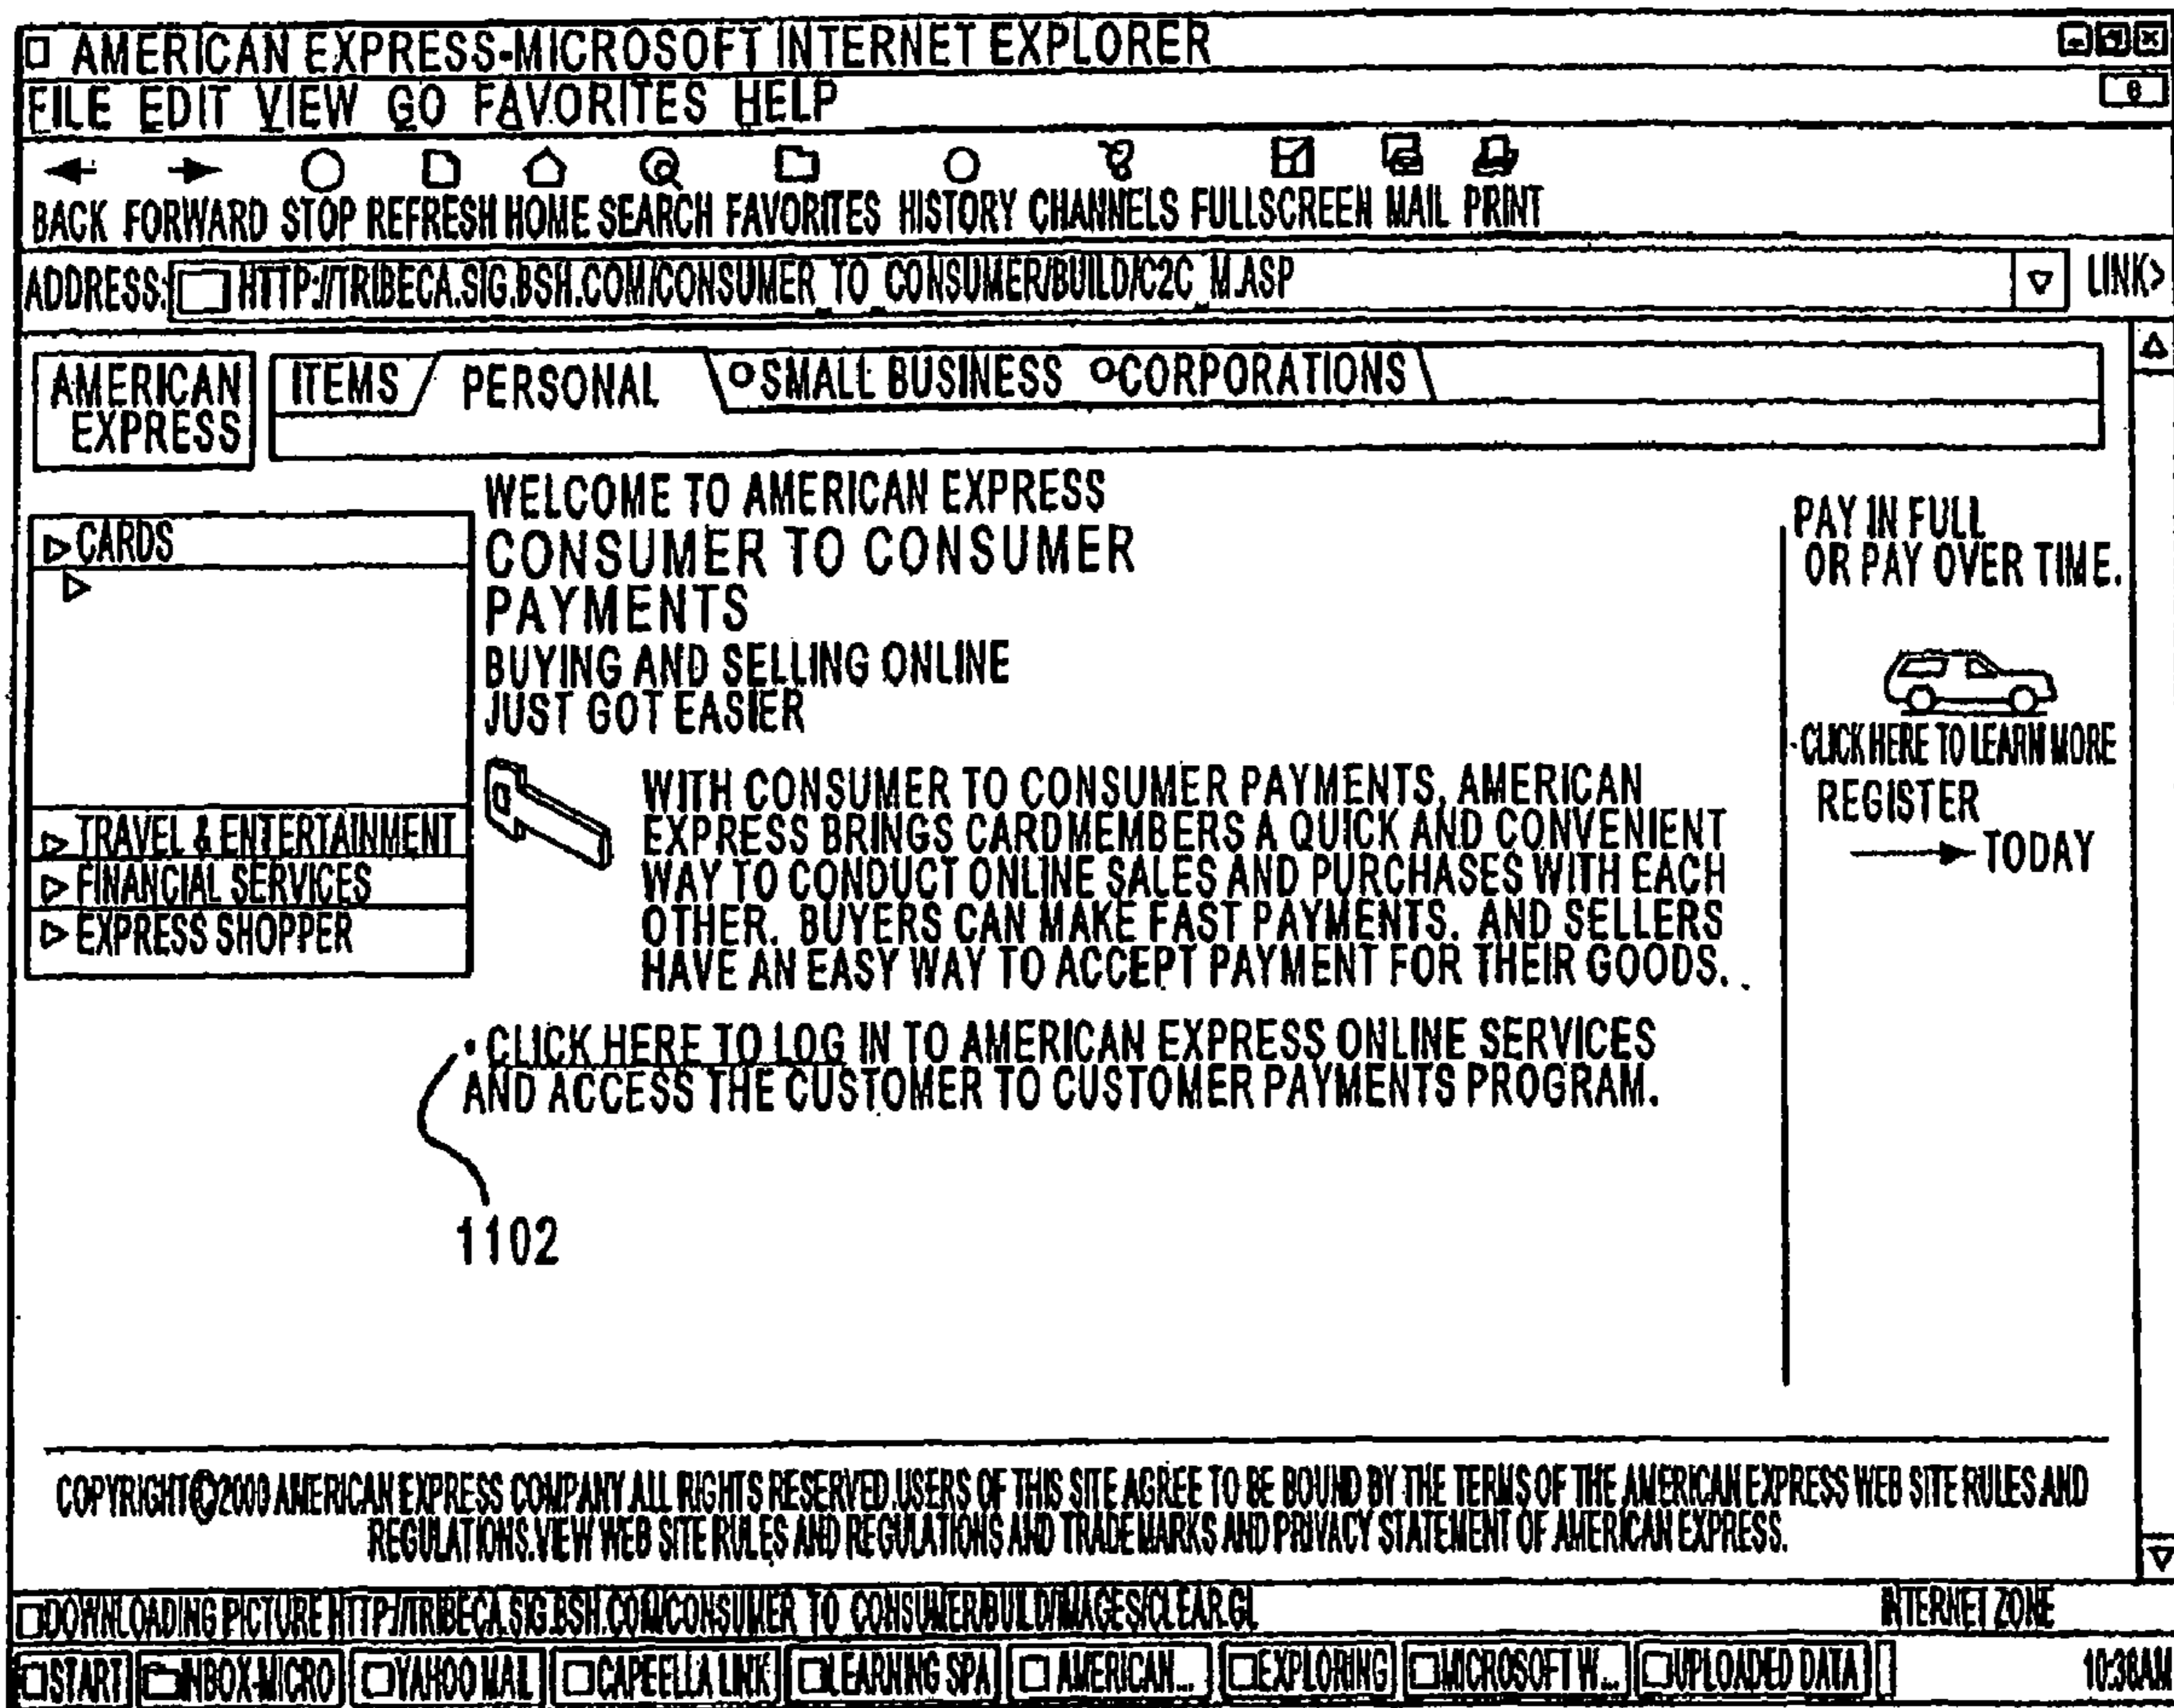 AMERICAN EXPRESS-MICROSOFT INTERNET EXPLORER
FILE EDIT VIEW GO FAVORITES HELP
BACK FORWARD STOP REFRESH HOME SEARCH FAVORITES HISTORY CHANNELS FULLSCREEN MAIL PRINT
ADDRESS: HTTP://TRIBECA.SIG.BSH.COM/CONSUMER_TO_CONSUMER/BUILD/C2C_M.ASP LINK>
AMERICAN
EXPRESS
ITEMS PERSONAL SMALL BUSINESS CORPORATIONS
CARDS
TRAVEL & ENTERTAINMENT
FINANCIAL SERVICES
EXPRESS SHOPPER
WELCOME TO AMERICAN EXPRESS
CONSUMER TO CONSUMER
PAYMENTS
BUYING AND SELLING ONLINE
JUST GOT EASIER
WITH CONSUMER TO CONSUMER PAYMENTS, AMERICAN
EXPRESS BRINGS CARDMEMBERS A QUICK AND CONVENIENT
WAY TO CONDUCT ONLINE SALES AND PURCHASES WITH EACH
OTHER. BUYERS CAN MAKE FAST PAYMENTS. AND SELLERS
HAVE AN EASY WAY TO ACCEPT PAYMENT FOR THEIR GOODS.
• CLICK HERE TO LOG IN TO AMERICAN EXPRESS ONLINE SERVICES
AND ACCESS THE CUSTOMER TO CUSTOMER PAYMENTS PROGRAM.
1102
PAY IN FULL
OR PAY OVER TIME.
CLICK HERE TO LEARN MORE
REGISTER
TODAY
COPYRIGHT©2000 AMERICAN EXPRESS COMPANY ALL RIGHTS RESERVED.USERS OF THIS SITE AGREE TO BE BOUND BY THE TERMS OF THE AMERICAN EXPRESS WEB SITE RULES AND
REGULATIONS.VIEW WEB SITE RULES AND REGULATIONS AND TRADEMARKS AND PRIVACY STATEMENT OF AMERICAN EXPRESS.
DOWNLOADING PICTURE HTTP://TRIBECA.SIG.BSH.COM/CONSUMER_TO_CONSUMER/BUILD/IMAGES/CLEAR.GI INTERNET ZONE
START INBOX-MICRO YAHOO MAIL CAPEELLA LINK LEARNING SPA AMERICAN... EXPLORING MICROSOFT W... UPLOADED DATA 10:36AM